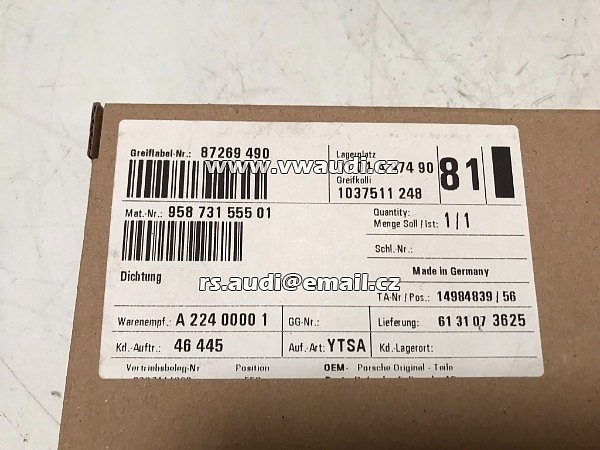 Greiflabel-Nr.: 87269 490
Lagerplatz
74 90
Greifkolli
1037511 248
81
www.vwaudi.cz
Mat.-Nr.: 958 731 555 01
Quantity:
Menge Soll / Ist: 1 / 1
Schl.-Nr.:
Dichtung
Made in Germany
rs.audi@email.cz
TA-Nr / Pos.: 14984839 / 56
Warenempf.: A 224 0000 1
GG-Nr.:
Lieferung: 61 31 07 3625
Kd.-Auftr.: 46 445
Auf.-Art: YTSA
Kd.-Lagerort:
Vertriebsbeleg-Nr
Position
OEM- Porsche Original - Teile